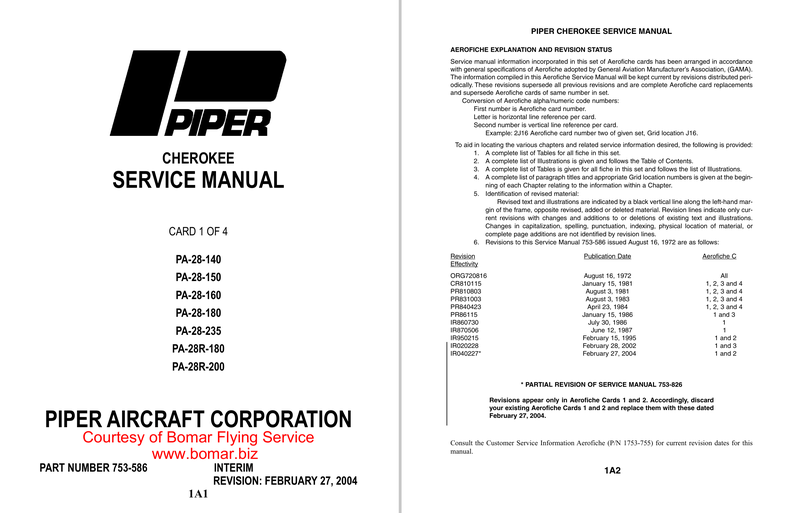 PIPER
CHEROKEE
SERVICE MANUAL
CARD 1 OF 4
PA-28-140
PA-28-150
PA-28-160
PA-28-180
PA-28-235
PA-28R-180
PA-28R-200
PIPER AIRCRAFT CORPORATION
Courtesy of Bomar Flying Service
www.bomar.biz
PART NUMBER 753-586 INTERIM
REVISION: FEBRUARY 27, 2004
1A1
PIPER CHEROKEE SERVICE MANUAL
AEROFICHE EXPLANATION AND REVISION STATUS
Service manual information incorporated in this set of Aerofiche cards has been arranged in accordance
with general specifications of Aerofiche adopted by General Aviation Manufacturer's Association, (GAMA).
The information compiled in this Aerofiche Service Manual will be kept current by revisions distributed peri-
odically. These revisions supersede all previous revisions and are complete Aerofiche card replacements
and supersede Aerofiche cards of same number in set.
Conversion of Aerofiche alpha/numeric code numbers:
First number is Aerofiche card number.
Letter is horizontal line reference per card.
Second number is vertical line reference per card.
Example: 2J16 Aerofiche card number two of given set, Grid location J16.
To aid in locating the various chapters and related service information desired, the following is provided:
1. A complete list of Tables for all fiche in this set.
2. A complete list of Illustrations is given and follows the Table of Contents.
3. A complete list of Tables is given for all fiche in this set and follows the list of Illustrations.
4. A complete list of paragraph titles and appropriate Grid location numbers is given at the begin-
ning of each Chapter relating to the information within a Chapter.
5. Identification of revised material:
Revised text and illustrations are indicated by a black vertical line along the left-hand mar-
gin of the frame, opposite revised, added or deleted material. Revision lines indicate only cur-
rent revisions with changes and additions to or deletions of existing text and illustrations.
Changes in capitalization, spelling, punctuation, indexing, physical location of material, or
complete page additions are not identified by revision lines.
6. Revisions to this Service Manual 753-586 issued August 16, 1972 are as follows:
Revision Publication Date Aerofiche C
Effectivity
ORG720816 August 16, 1972 All
CR810115 January 15, 1981 1, 2, 3 and 4
PR810803 August 3, 1981 1, 2, 3 and 4
PR831003 August 3, 1983 1, 2, 3 and 4
PR840423 April 23, 1984 1, 2, 3 and 4
PR86115 January 15, 1986 1 and 3
IR860730 July 30, 1986 1
IR870506 June 12, 1987 1
IR950215 February 15, 1995 1 and 2
IR020228 February 28, 2002 1 and 3
IR040227* February 27, 2004 1 and 2
* PARTIAL REVISION OF SERVICE MANUAL 753-826
Revisions appear only in Aerofiche Cards 1 and 2. Accordingly, discard
your existing Aerofiche Cards 1 and 2 and replace them with these dated
February 27, 2004.
Consult the Customer Service Information Aerofiche (P/N 1753-755) for current revision dates for this
manual.
1A2